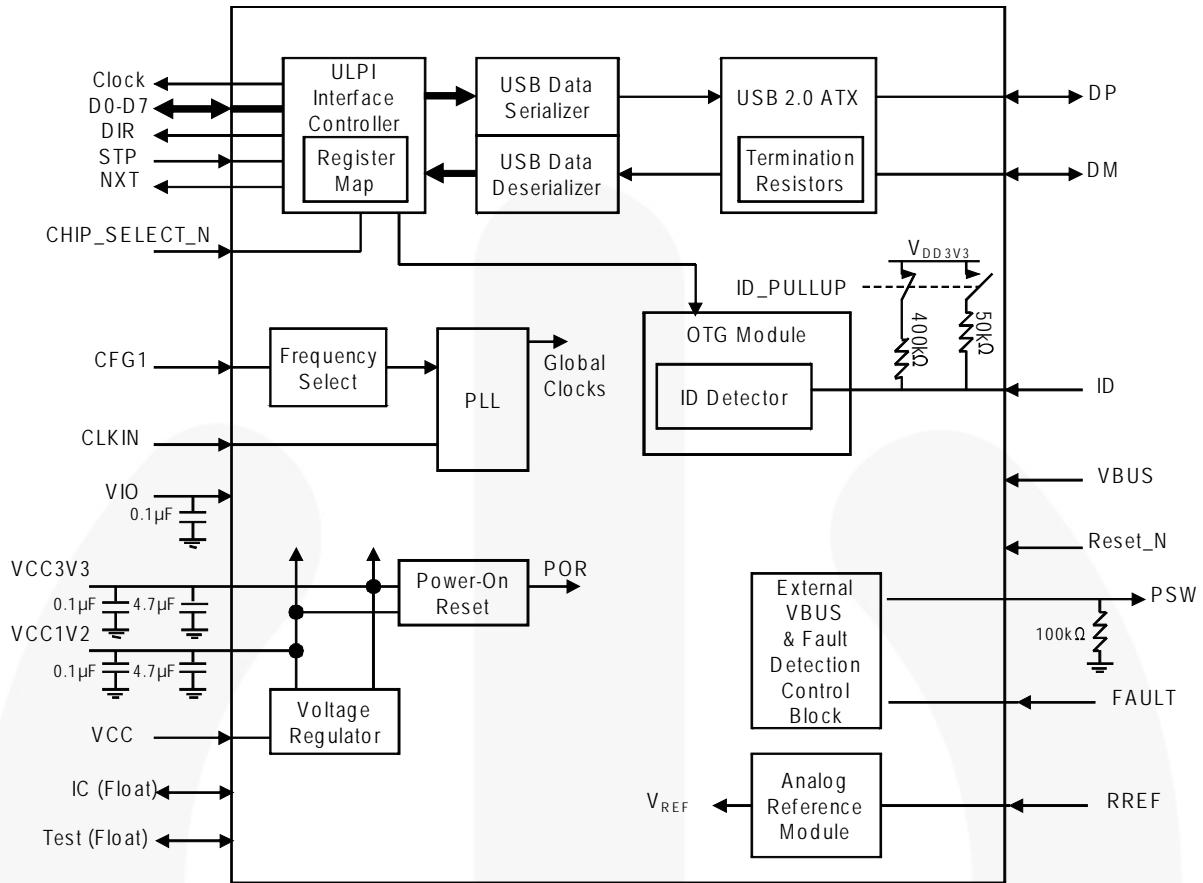 Clock
D0-D7
DIR
STP
NXT
CHIP_SELECT_N
CFG1
CLKIN
VIO
0.1µF
VCC3V3
0.1µF
4.7µF
VCC1V2
0.1µF
4.7µF
VCC
IC (Float)
Test (Float)
ULPI
Interface
Controller
Register
Map
USB Data
Serializer
USB Data
Deserializer
USB 2.0 ATX
Termination
Resistors
DP
DM
Frequency
Select
PLL
Global
Clocks
VDD3V3
ID_PULLUP
400kΩ
50kΩ
OTG Module
ID Detector
ID
VBUS
Reset_N
Power-On
Reset
POR
Voltage
Regulator
External
VBUS
& Fault
Detection
Control
Block
PSW
100kΩ
FAULT
VREF
Analog
Reference
Module
RREF